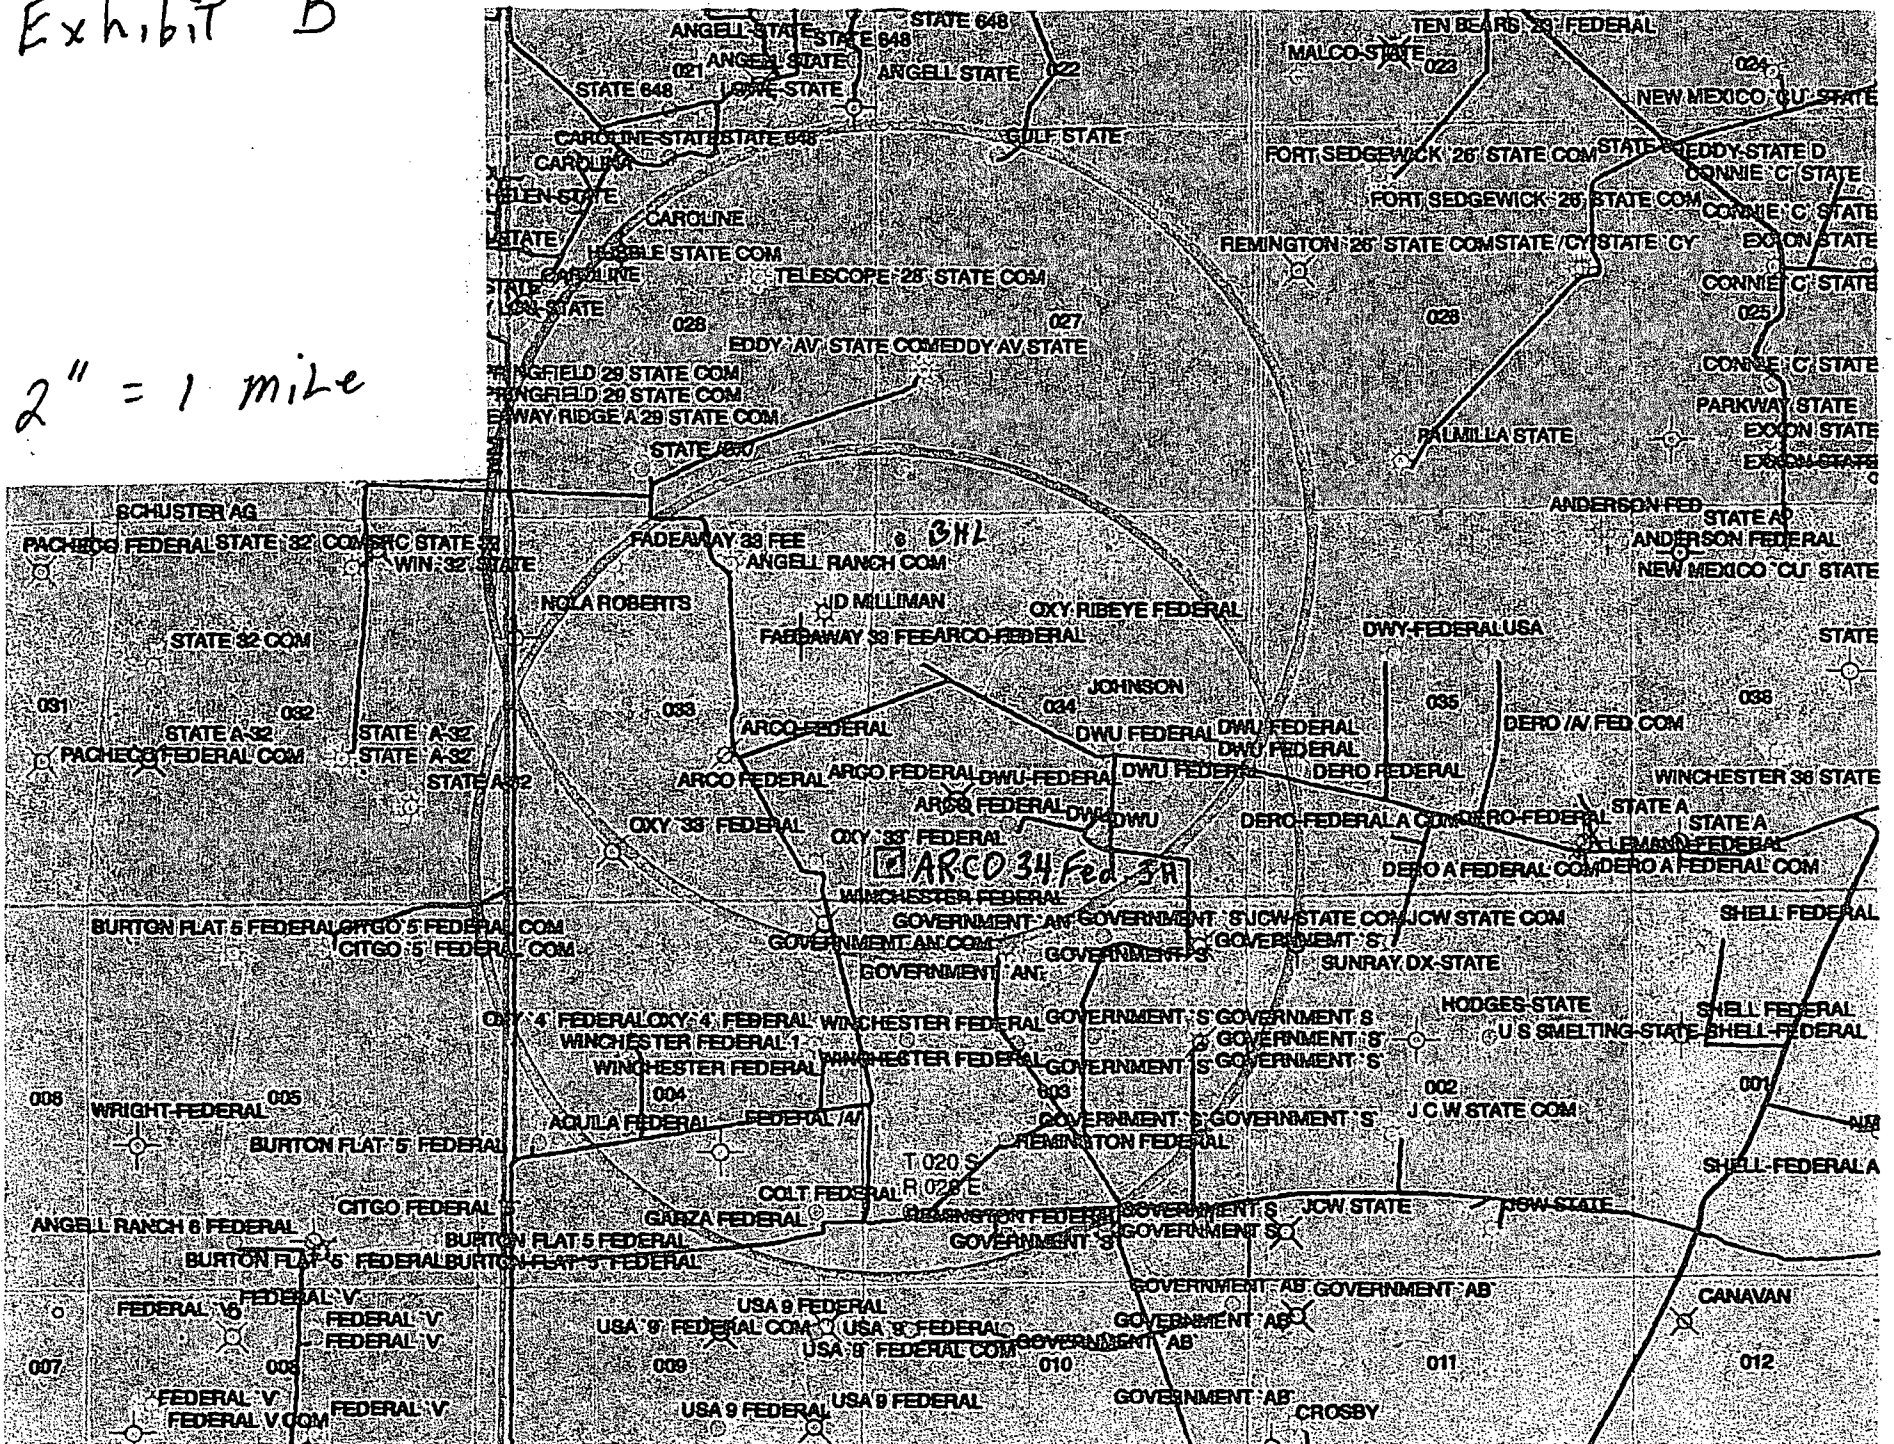 Exhibit D
2" = 1 mile
ANGELL STATE
STATE 648
STATE 648
TEN BEARS 23 FEDERAL
MALCO-STATE
023
024
021
ANGELL STATE
ANGELL STATE
022
STATE 648
LOWE-STATE
NEW MEXICO 'CU' STATE
CAROLINE-STATE
STATE 648
GULF STATE
CAROLINA
FORT SEDGEWICK '26' STATE COM
STATE
EDDY-STATE D
CONNIE 'C' STATE
HELEN-STATE
FORT SEDGEWICK '26' STATE COM
CONNIE 'C' STATE
CAROLINE
STATE
HUBBLE STATE COM
REMINGTON '26' STATE COM
STATE /CY/
STATE 'CY'
EXXON STATE
CAROLINE
TELESCOPE '28' STATE COM
CONNIE 'C' STATE
STATE
STATE
028
027
026
025
EDDY 'AV' STATE COM
EDDY AV STATE
NGFIELD 29 STATE COM
CONNIE 'C' STATE
NGFIELD 29 STATE COM
PARKWAY STATE
WAY RIDGE A 29 STATE COM
PALMILLA STATE
EXXON STATE
STATE /BX/
EXXON-STATE
SCHUSTER AG
ANDERSON FED
STATE A
PACHECO FEDERAL
STATE '32' COM
WIN '32' STATE
FADEAWAY 33 FEE
BHL
ANDERSON FEDERAL
ANGELL RANCH COM
NEW MEXICO "CU" STATE
NOLA ROBERTS
JD MILLIMAN
OXY RIBEYE FEDERAL
STATE 32 COM
FADEAWAY 33 FEE
ARCO-FEDERAL
DWY-FEDERAL
USA
STATE
031
032
033
JOHNSON
034
035
036
STATE A-32
STATE 'A-32'
ARCO-FEDERAL
DWU FEDERAL
DWU FEDERAL
DERO /A/ FED COM
PACHECO FEDERAL COM
STATE 'A-32'
DWU FEDERAL
STATE A-32
ARCO FEDERAL
ARCO FEDERAL
DWU-FEDERAL
DWU FEDERAL
DERO FEDERAL
WINCHESTER 36 STATE
ARCO FEDERAL
DWU
DWU
DERO-FEDERAL A COM
DERO-FEDERAL
STATE A
STATE A
OXY '33' FEDERAL
OXY '33' FEDERAL
LEMANN-FEDERAL
ARCO 34 Fed. 3H
DERO A FEDERAL COM
DERO A FEDERAL COM
WINCHESTER FEDERAL
BURTON FLAT 5 FEDERAL
CITGO '5' FEDERAL COM
GOVERNMENT 'AN'
GOVERNMENT 'S'
JCW-STATE COM
JCW STATE COM
SHELL FEDERAL
CITGO '5' FEDERAL COM
GOVERNMENT AN COM
GOVERNMENT 'S'
GOVERNMEMT 'S'
GOVERNMENT 'AN'
SUNRAY DX-STATE
OXY '4' FEDERAL
OXY '4' FEDERAL
WINCHESTER FEDERAL
GOVERNMENT 'S'
GOVERNMENT S
HODGES-STATE
SHELL FEDERAL
WINCHESTER FEDERAL 1
GOVERNMENT 'S'
U S SMELTING-STATE
SHELL-FEDERAL
WINCHESTER FEDERAL
WINCHESTER FEDERAL
GOVERNMENT 'S'
GOVERNMENT 'S'
006
005
004
003
002
001
WRIGHT-FEDERAL
AQUILA FEDERAL
FEDERAL /4/
GOVERNMENT 'S'
GOVERNMENT 'S'
J C W STATE COM
NM
BURTON FLAT '5' FEDERAL
REMINGTON FEDERAL
T 020 S
R 028 E
SHELL-FEDERAL A
COLT FEDERAL
CITGO FEDERAL 5
GARZA FEDERAL
REMINGTON FEDERAL
GOVERNMENT S
JCW STATE
JCW-STATE
ANGELL RANCH 6 FEDERAL
BURTON FLAT 5 FEDERAL
GOVERNMENT 'S'
GOVERNMENT S
BURTON FLAT '5' FEDERAL
BURTON-FLAT '5' FEDERAL
FEDERAL 'V'
FEDERAL 'V'
FEDERAL 'V'
FEDERAL 'V'
USA 9 FEDERAL
GOVERNMENT 'AB'
GOVERNMENT 'AB'
CANAVAN
USA '9' FEDERAL COM
USA '9' FEDERAL
GOVERNMENT 'AB'
USA '9' FEDERAL COM
GOVERNMENT 'AB'
007
008
009
010
011
012
FEDERAL 'V'
FEDERAL V COM
FEDERAL 'V'
USA 9 FEDERAL
USA 9 FEDERAL
GOVERNMENT 'AB'
CROSBY